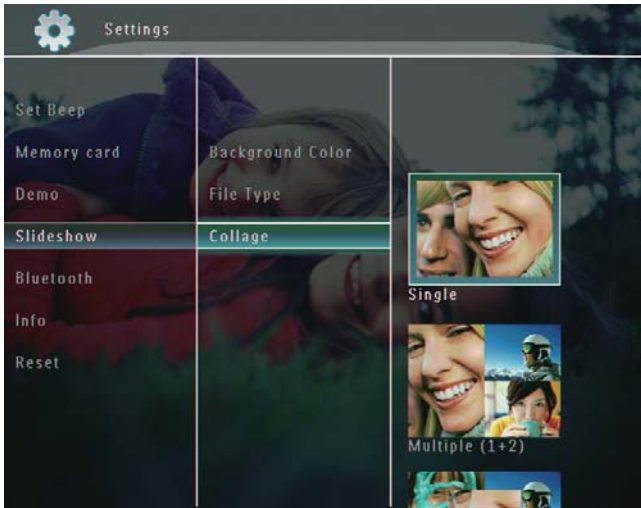 Settings
Set Beep
Memory card
Demo
Slideshow
Bluetooth
Info
Reset
Background Color
File Type
Collage
Single
Multiple (1+2)